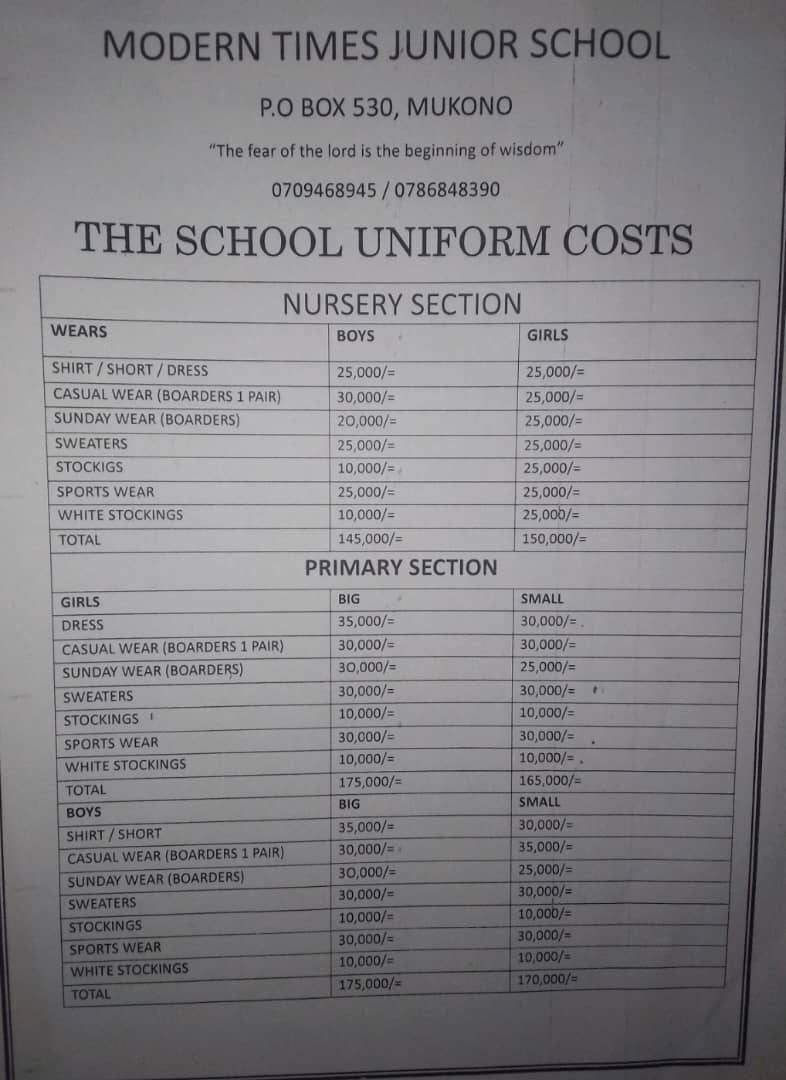 MODERN TIMES JUNIOR SCHOOL
P.O BOX 530, MUKONO
"The fear of the lord is the beginning of wisdom"
0709468945 / 0786848390
THE SCHOOL UNIFORM COSTS
NURSERY SECTION
WEARS BOYS GIRLS
SHIRT / SHORT / DRESS 25,000/= 25,000/=
CASUAL WEAR (BOARDERS 1 PAIR) 30,000/= 25,000/=
SUNDAY WEAR (BOARDERS) 20,000/= 25,000/=
SWEATERS 25,000/= 25,000/=
STOCKIGS 10,000/= 25,000/=
SPORTS WEAR 25,000/= 25,000/=
WHITE STOCKINGS 10,000/= 25,000/=
TOTAL 145,000/= 150,000/=
PRIMARY SECTION
GIRLS BIG SMALL
DRESS 35,000/= 30,000/=
CASUAL WEAR (BOARDERS 1 PAIR) 30,000/= 30,000/=
SUNDAY WEAR (BOARDERS) 30,000/= 25,000/=
SWEATERS 30,000/= 30,000/=
STOCKINGS 10,000/= 10,000/=
SPORTS WEAR 30,000/= 30,000/=
WHITE STOCKINGS 10,000/= 10,000/=
TOTAL 175,000/= 165,000/=
BOYS BIG SMALL
SHIRT / SHORT 35,000/= 30,000/=
CASUAL WEAR (BOARDERS 1 PAIR) 30,000/= 35,000/=
SUNDAY WEAR (BOARDERS) 30,000/= 25,000/=
SWEATERS 30,000/= 30,000/=
STOCKINGS 10,000/= 10,000/=
SPORTS WEAR 30,000/= 30,000/=
WHITE STOCKINGS 10,000/= 10,000/=
TOTAL 175,000/= 170,000/=